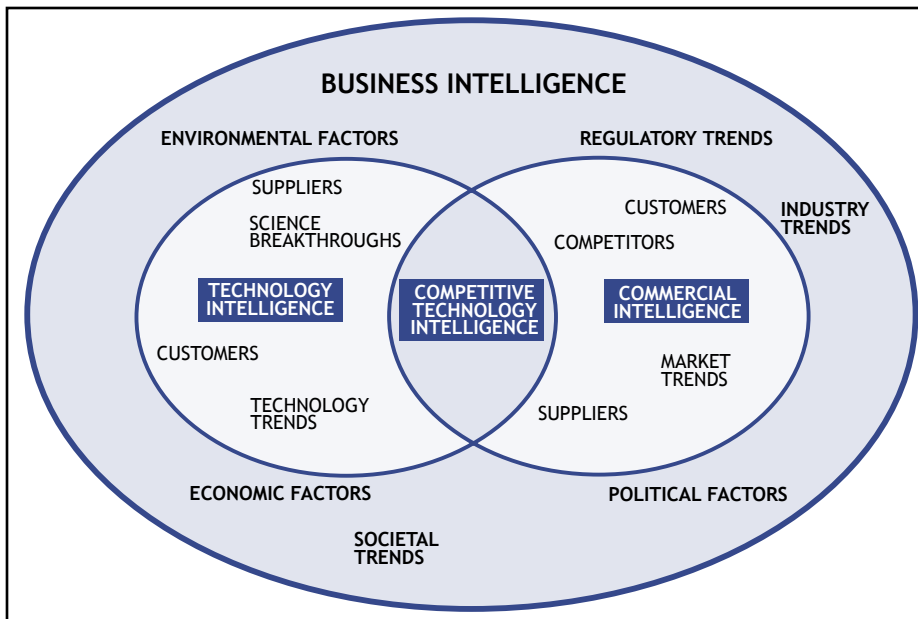 BUSINESS INTELLIGENCE
ENVIRONMENTAL FACTORS
REGULATORY TRENDS
SUPPLIERS
SCIENCE
BREAKTHROUGHS
TECHNOLOGY
INTELLIGENCE
CUSTOMERS
TECHNOLOGY
TRENDS
COMPETITIVE
TECHNOLOGY
INTELLIGENCE
CUSTOMERS
COMPETITORS
COMMERCIAL
INTELLIGENCE
MARKET
TRENDS
SUPPLIERS
INDUSTRY
TRENDS
ECONOMIC FACTORS
POLITICAL FACTORS
SOCIETAL
TRENDS